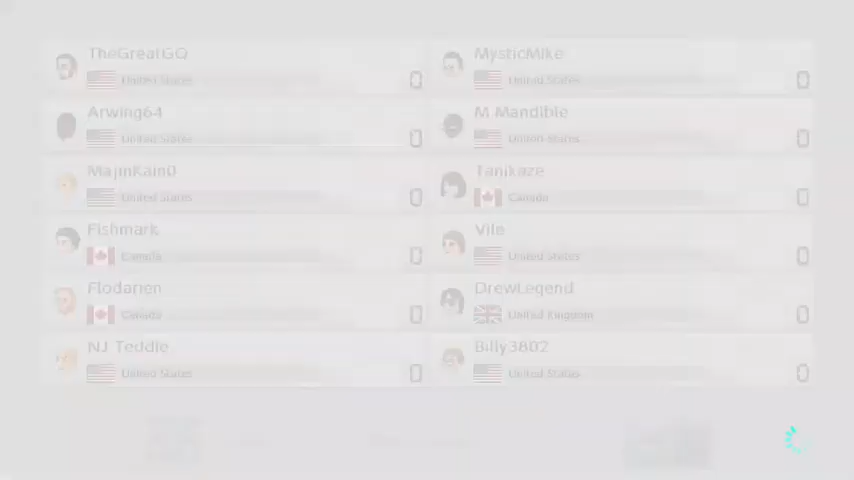 TheGreatGQ
United States
0
MysticMike
United States
0
Arwing64
United States
0
M Mandible
United States
0
MajinKain0
United States
0
Tanikaze
Canada
0
Fishmark
Canada
0
Vile
United States
0
Flodarien
Canada
0
DrewLegend
United Kingdom
0
NJ Teddie
United States
0
Billy3802
United States
0